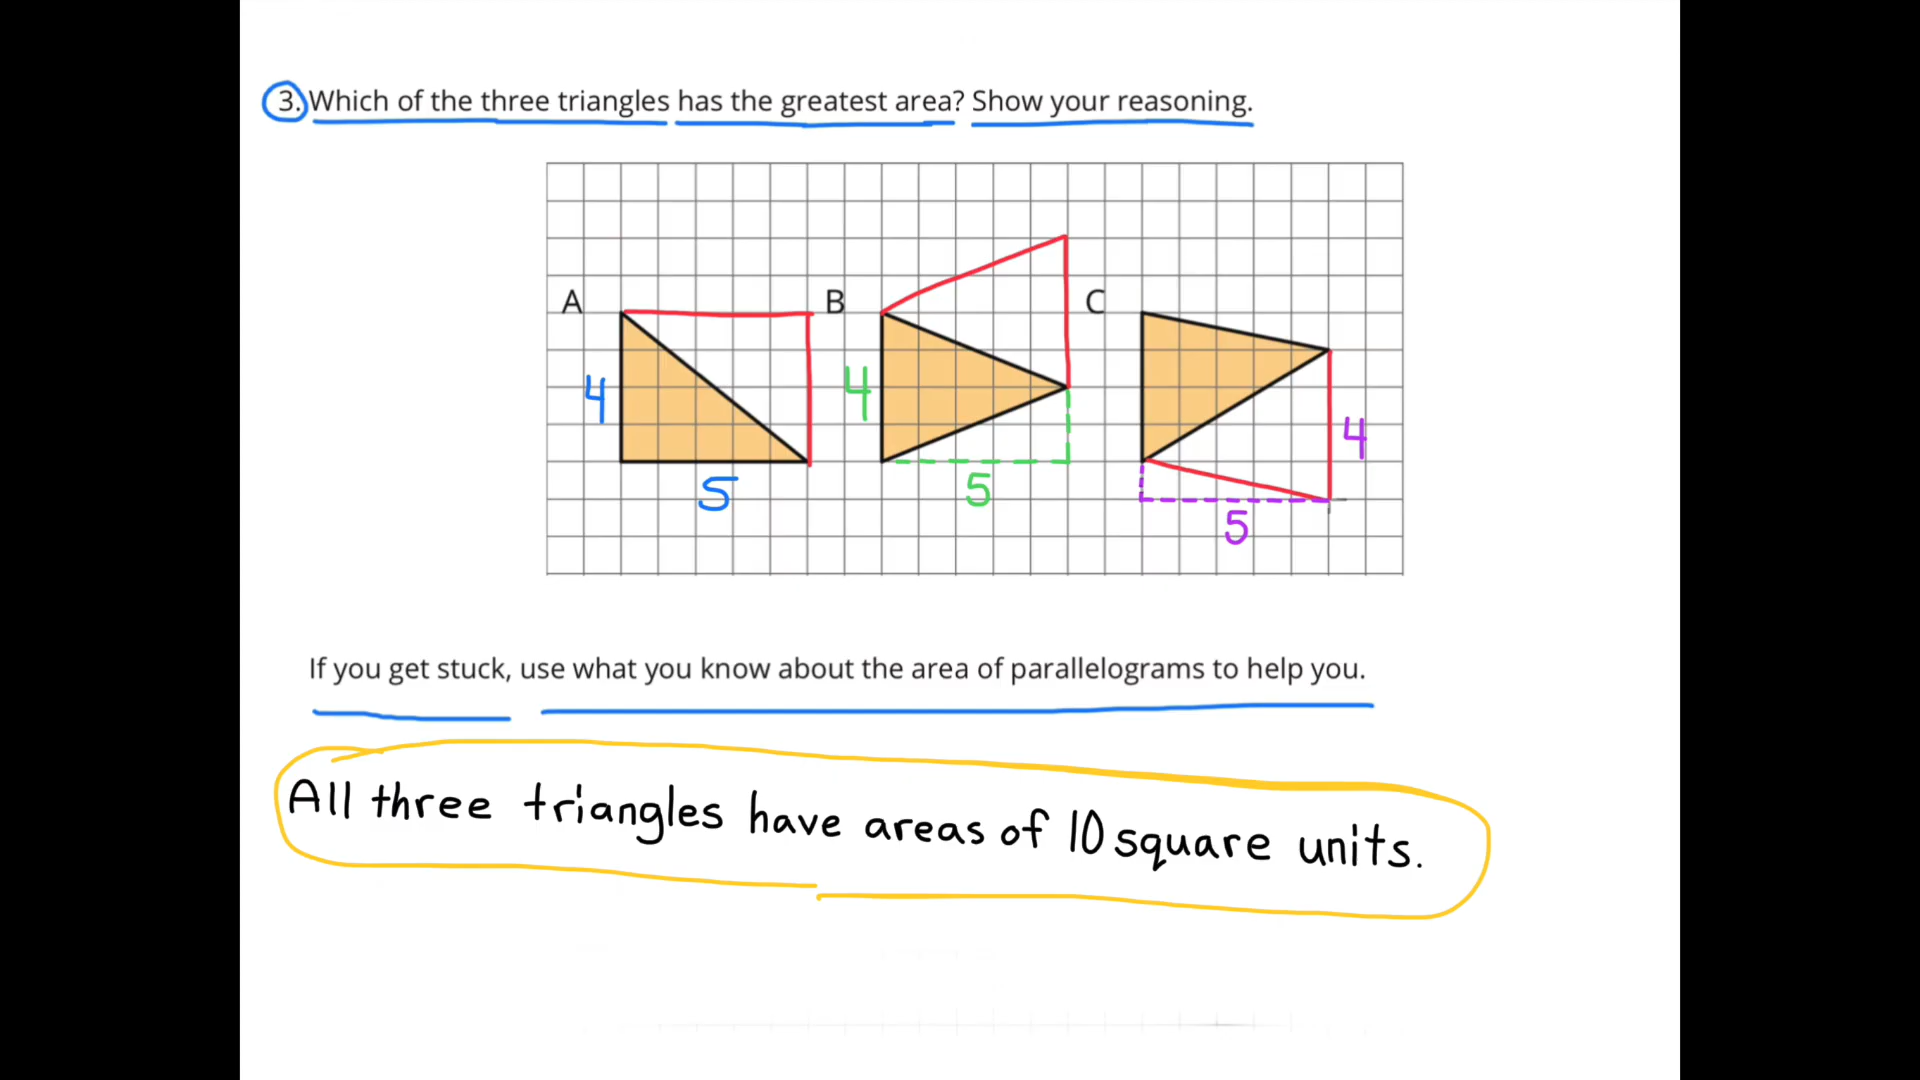 3. Which of the three triangles has the greatest area? Show your reasoning.
A B C
4 4 4
5 5 5
If you get stuck, use what you know about the area of parallelograms to help you.
All three triangles have areas of 10 square units.